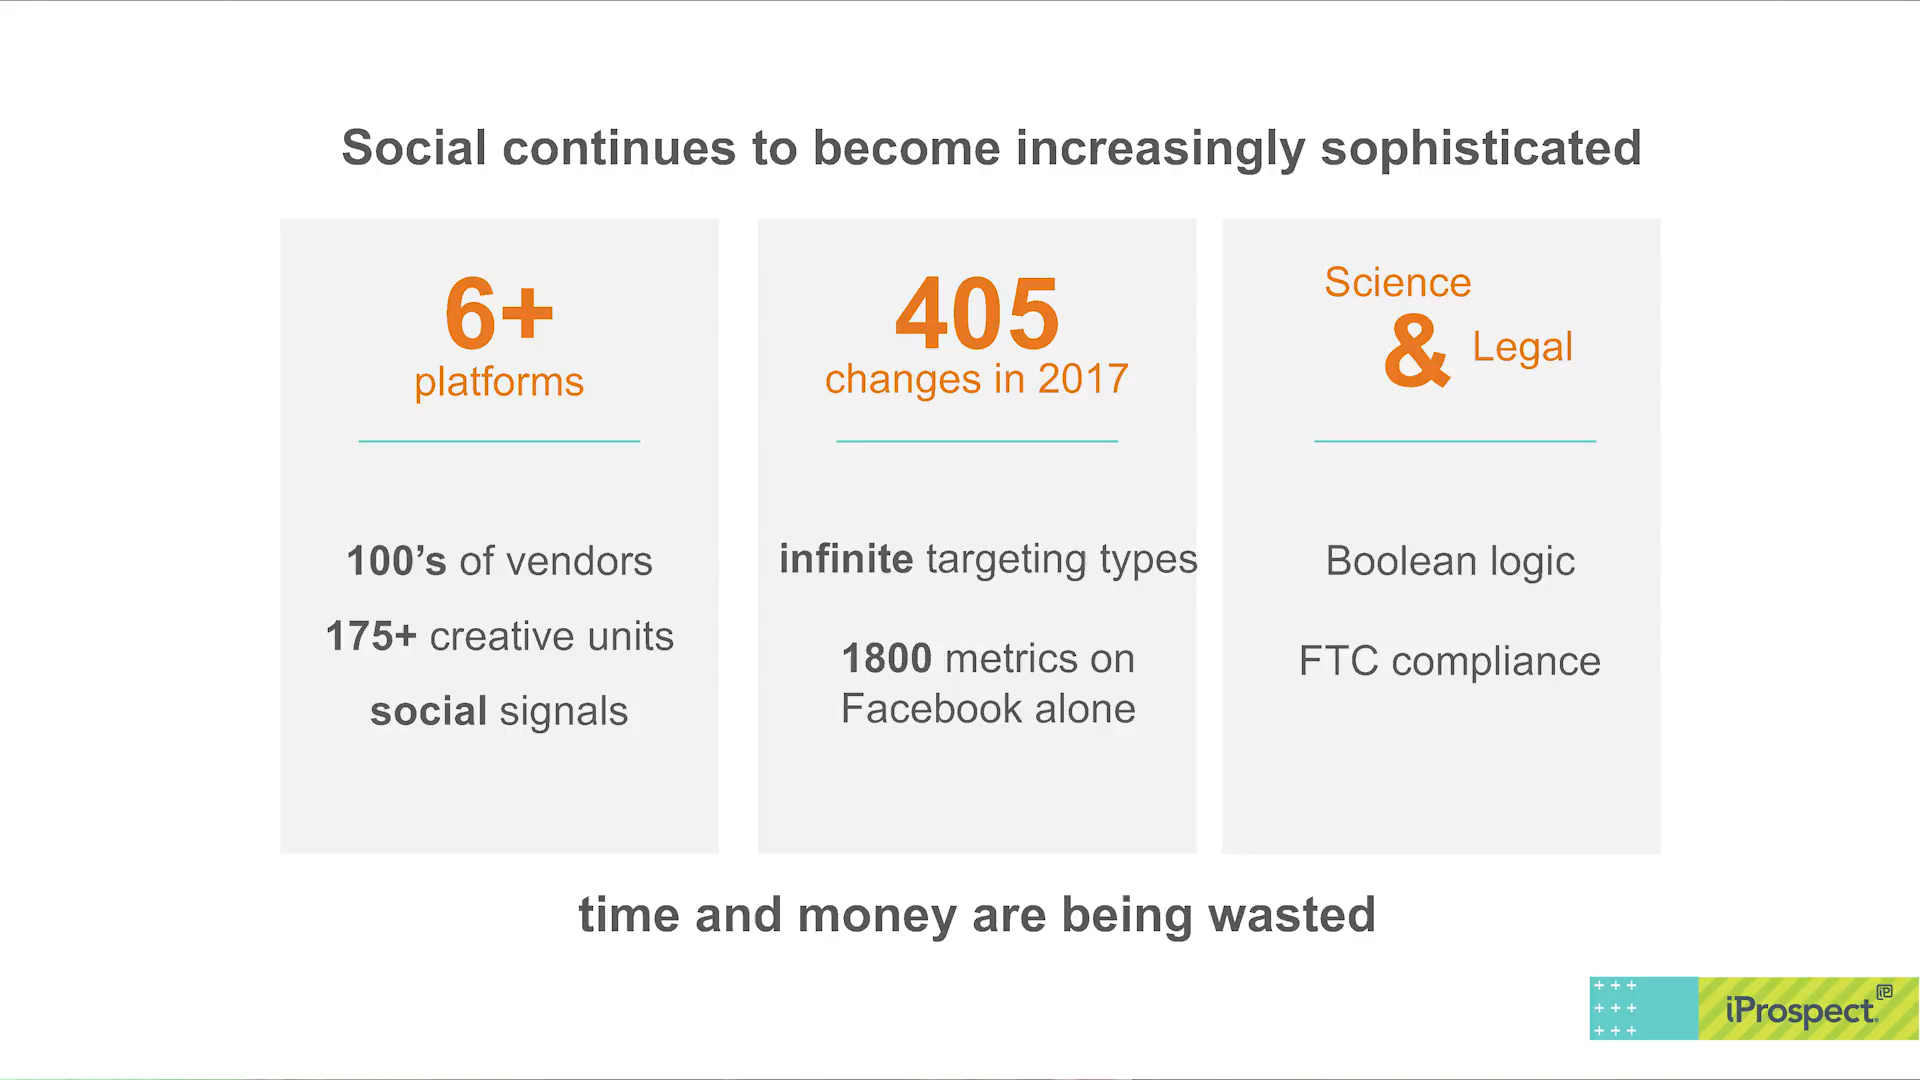 Social continues to become increasingly sophisticated
6+
platforms
100’s of vendors
175+ creative units
social signals
405
changes in 2017
infinite targeting types
1800 metrics on
Facebook alone
Science
& Legal
Boolean logic
FTC compliance
time and money are being wasted
iProspect.
iP